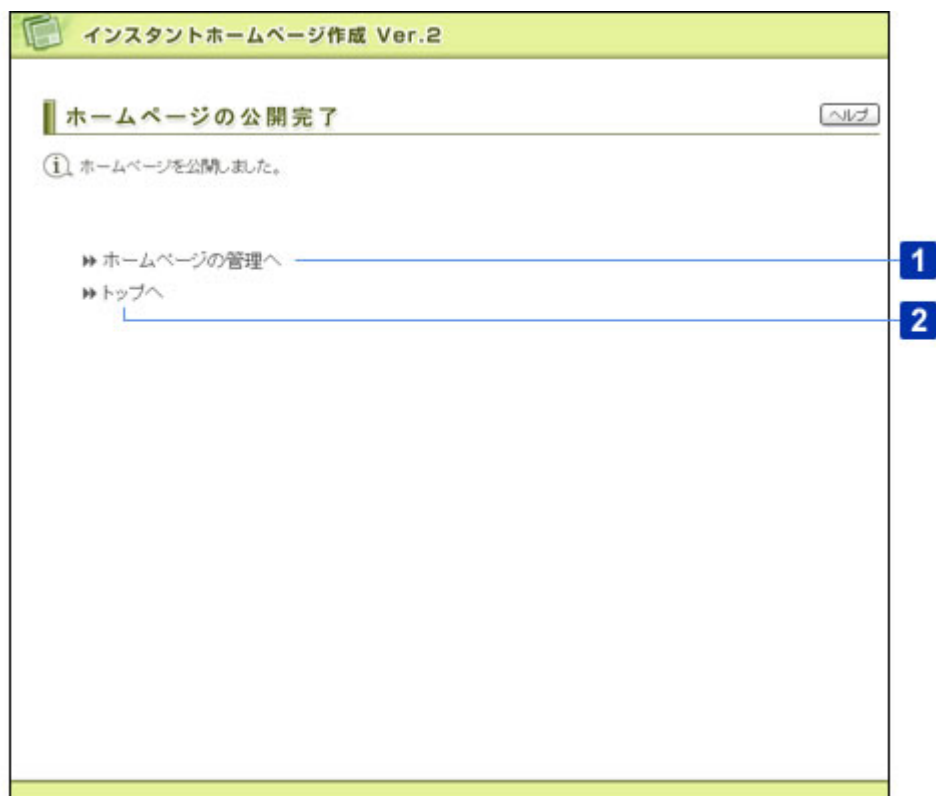 インスタントホームページ作成 Ver.2
ホームページの公開完了
ヘルプ
i ホームページを公開しました。
ホームページの管理へ
1
トップへ
2